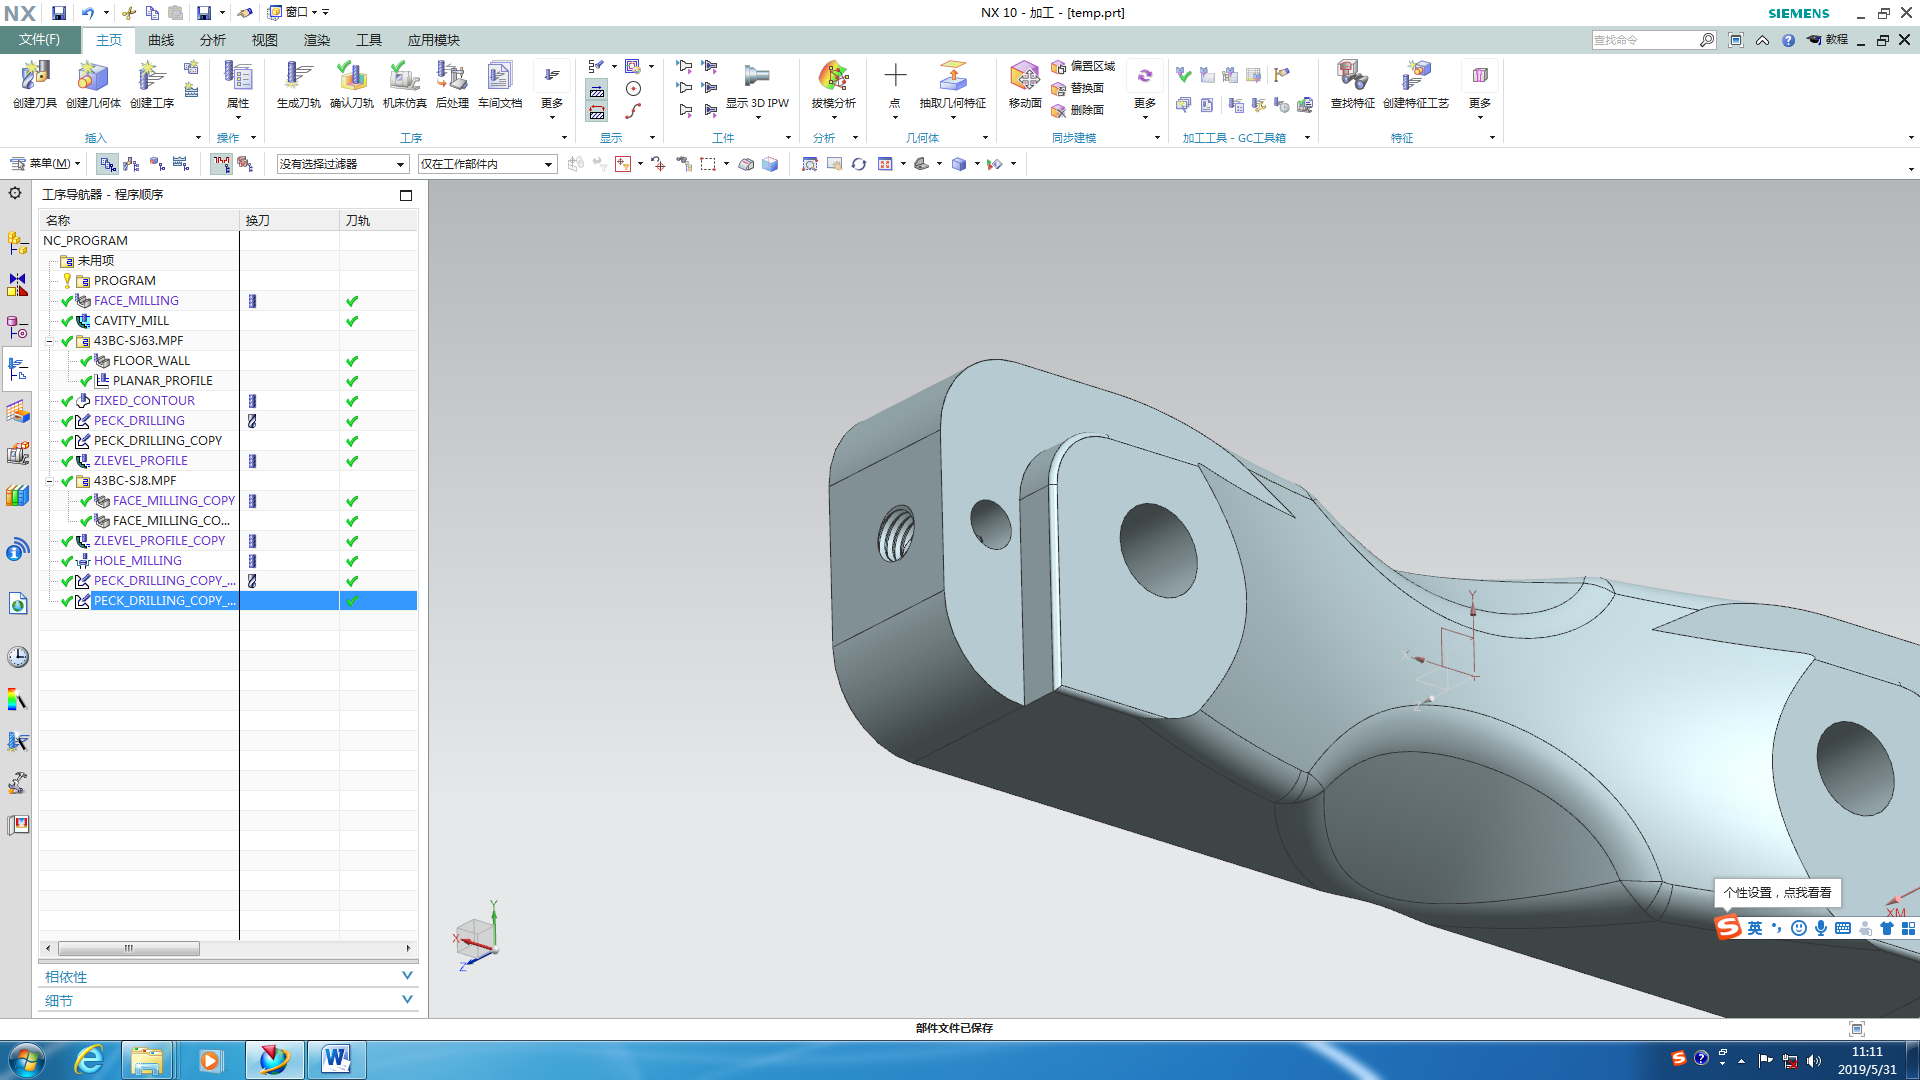 NX 窗口 NX 10 - 加工 - [temp.prt] SIEMENS
文件(F) 主页 曲线 分析 视图 渲染 工具 应用模块 查找命令 教程
创建刀具 创建几何体 创建工序 属性 生成刀轨 确认刀轨 机床仿真 后处理 车间文档 更多 显示 3D IPW 拔模分析 点 抽取几何特征 移动面 偏置区域 更多 查找特征 创建特征工艺 更多
替换面
删除面
插入 操作 工序 显示 工件 分析 几何体 同步建模 加工工具 - GC工具箱 特征
菜单(M) 没有选择过滤器 仅在工作部件内
工序导航器 - 程序顺序
名称 换刀 刀轨
NC_PROGRAM
未用项
PROGRAM
FACE_MILLING
CAVITY_MILL
43BC-SJ63.MPF
FLOOR_WALL
PLANAR_PROFILE
FIXED_CONTOUR
PECK_DRILLING
PECK_DRILLING_COPY
ZLEVEL_PROFILE
43BC-SJ8.MPF
FACE_MILLING_COPY
FACE_MILLING_CO...
ZLEVEL_PROFILE_COPY
HOLE_MILLING
PECK_DRILLING_COPY_...
PECK_DRILLING_COPY_...
相依性
细节
Y
X
Z
Y
X
Z
XM
个性设置，点我看看
英
部件文件已保存
11:11
2019/5/31